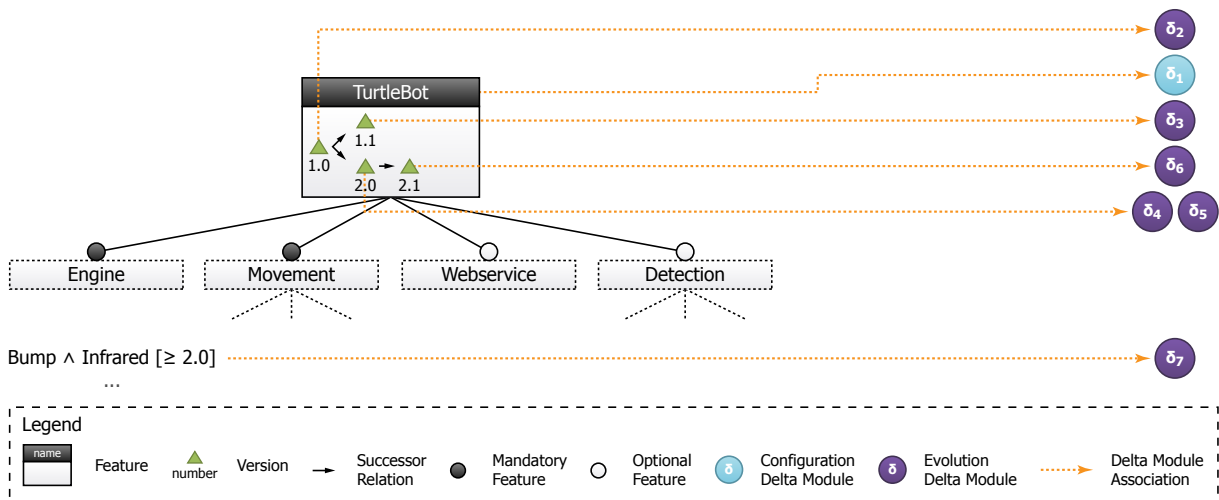 δ2
TurtleBot
δ1
1.1
δ3
1.0
2.0
2.1
δ6
δ4
δ5
Engine
Movement
Webservice
Detection
Bump ∧ Infrared [≥ 2.0]
δ7
...
Legend
name
Feature
number
Version
Successor
Relation
Mandatory
Feature
Optional
Feature
δ
Configuration
Delta Module
δ
Evolution
Delta Module
Delta Module
Association